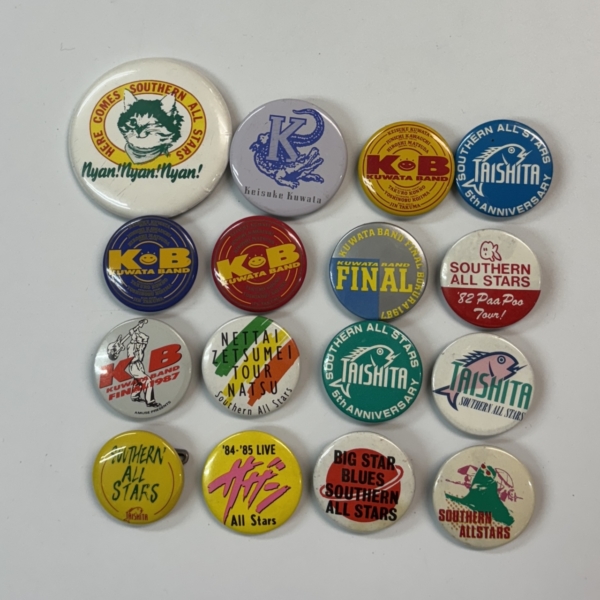 HERE COMES SOUTHERN ALL STARS
Nyan!Nyan!Nyan!
K
Keisuke Kuwata
KB
KUWATA BAND
SOUTHERN ALL STARS
TAISHITA
5th ANNIVERSARY
KB
KUWATA BAND
KB
KUWATA BAND
KUWATA BAND
FINAL
SOUTHERN
ALL STARS
'82 PaaPoo
Tour!
KB
KUWATA BAND
FINAL 1987
NETTAI
ZETSUMEI
TOUR
NATSU
Southern All Stars
SOUTHERN ALL STARS
TAISHITA
5th ANNIVERSARY
TAISHITA
SOUTHERN ALL STARS
SOUTHERN
ALL
STARS
TAISHITA
'84-'85 LIVE
サザン
All Stars
BIG STAR
BLUES
SOUTHERN
ALL STARS
SOUTHERN
ALLSTARS